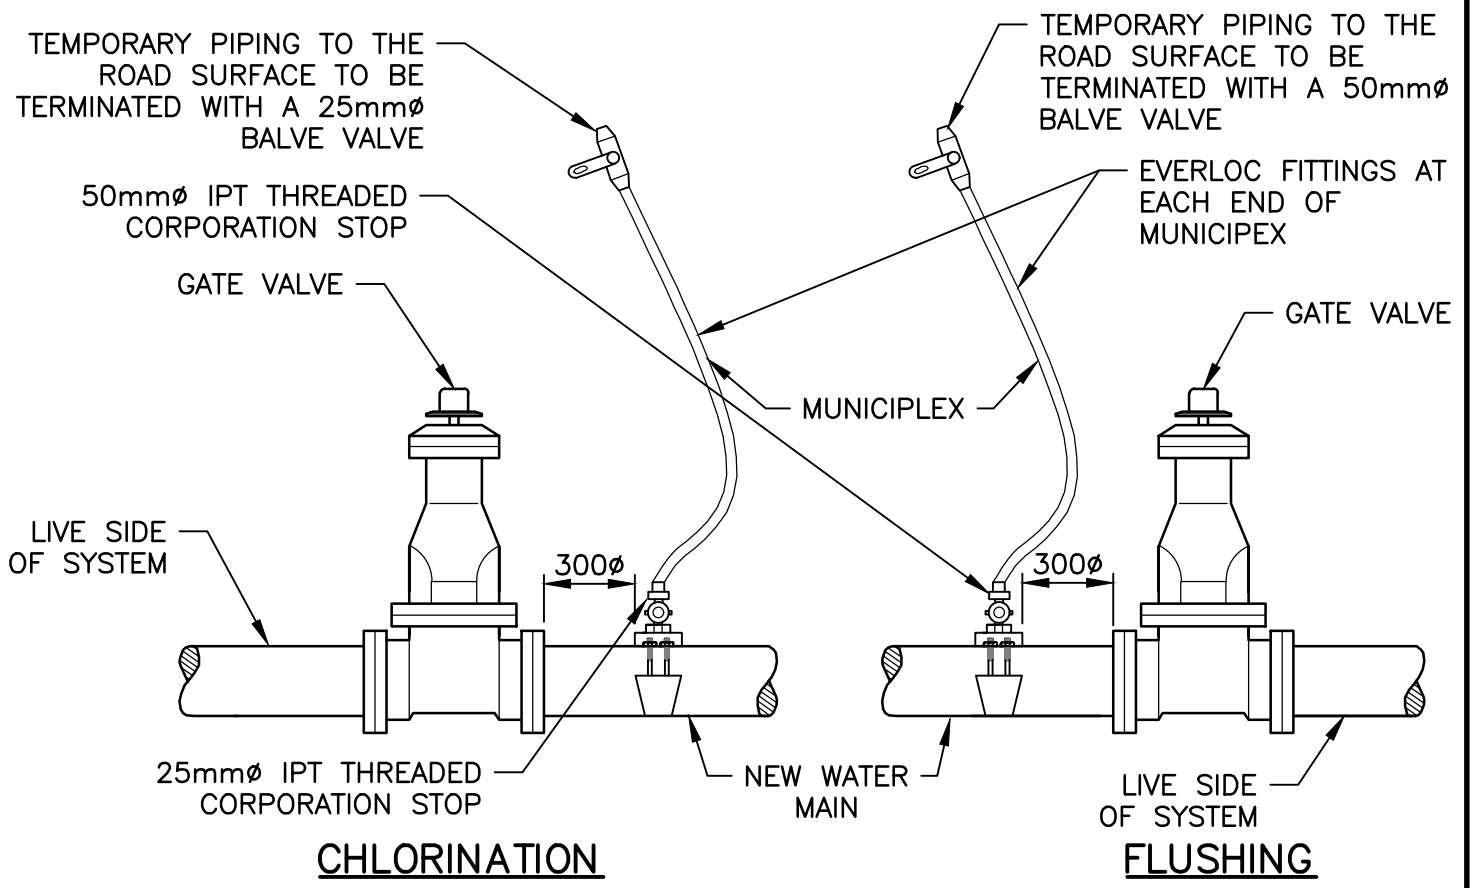 TEMPORARY PIPING TO THE
ROAD SURFACE TO BE
TERMINATED WITH A 25mmø
BALVE VALVE
TEMPORARY PIPING TO THE
ROAD SURFACE TO BE
TERMINATED WITH A 50mmø
BALVE VALVE
50mmø IPT THREADED
CORPORATION STOP
EVERLOC FITTINGS AT
EACH END OF
MUNICIPEX
GATE VALVE
GATE VALVE
MUNICIPLEX
LIVE SIDE
OF SYSTEM
300ø
300ø
25mmø IPT THREADED
CORPORATION STOP
NEW WATER
MAIN
LIVE SIDE
OF SYSTEM
CHLORINATION
FLUSHING